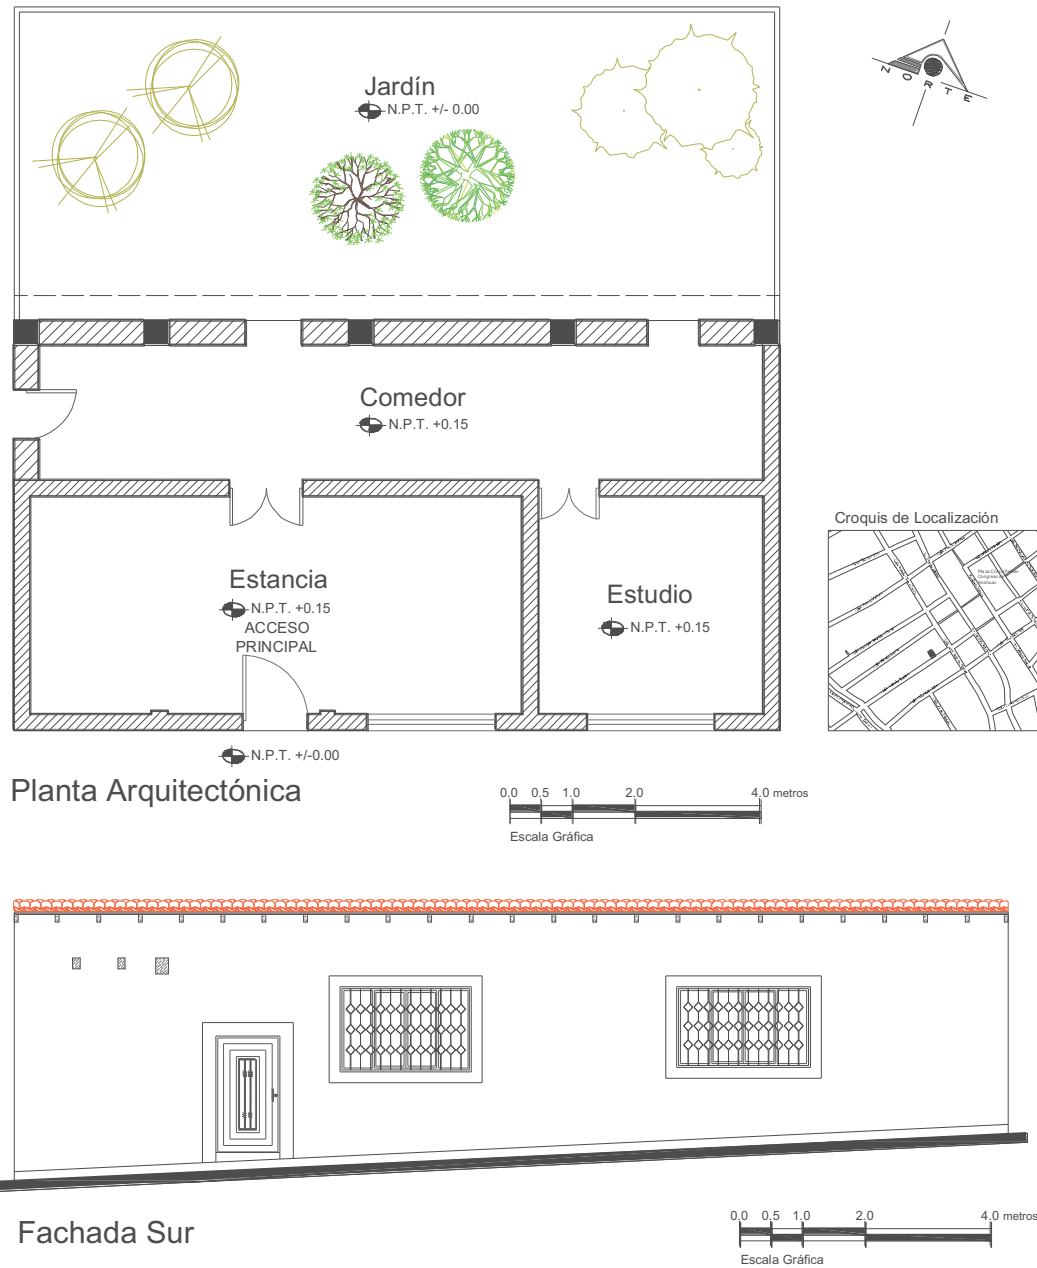 Jardín
N.P.T. +/- 0.00
NORTE
Comedor
N.P.T. +0.15
Estancia
N.P.T. +0.15
ACCESO
PRINCIPAL
Estudio
N.P.T. +0.15
Croquis de Localización
N.P.T. +/-0.00
Planta Arquitectónica
0.0 0.5 1.0 2.0 4.0 metros
Escala Gráfica
Fachada Sur
0.0 0.5 1.0 2.0 4.0 metros
Escala Gráfica